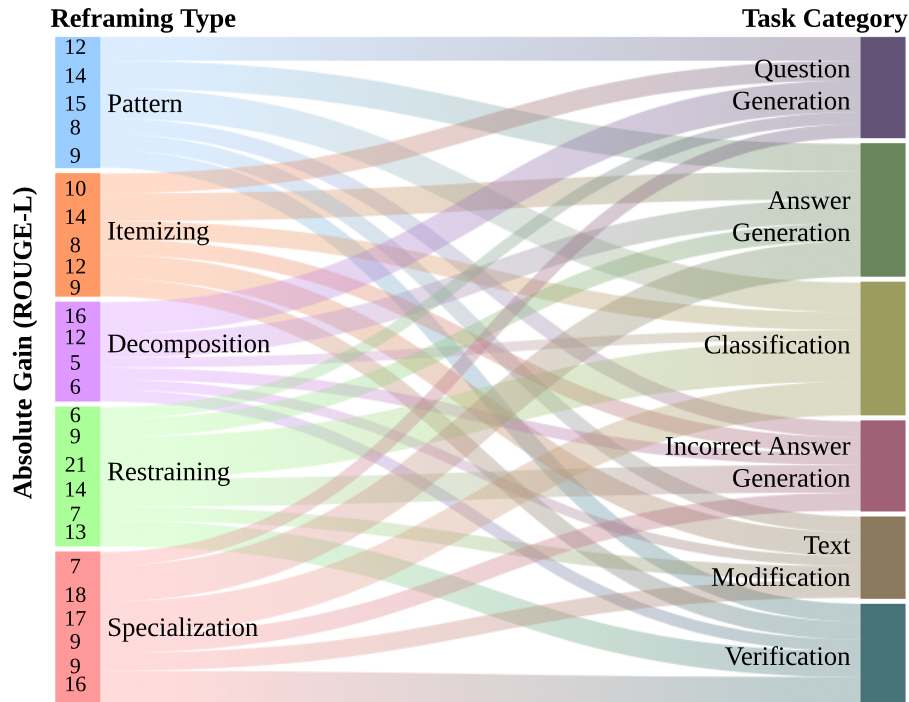 Reframing Type
Task Category
Absolute Gain (ROUGE-L)
12
14
15
8
9
Pattern
10
14
8
12
9
Itemizing
16
12
5
6
Decomposition
6
9
21
14
7
13
Restraining
7
18
17
9
9
16
Specialization
Question
Generation
Answer
Generation
Classification
Incorrect Answer
Generation
Text
Modification
Verification